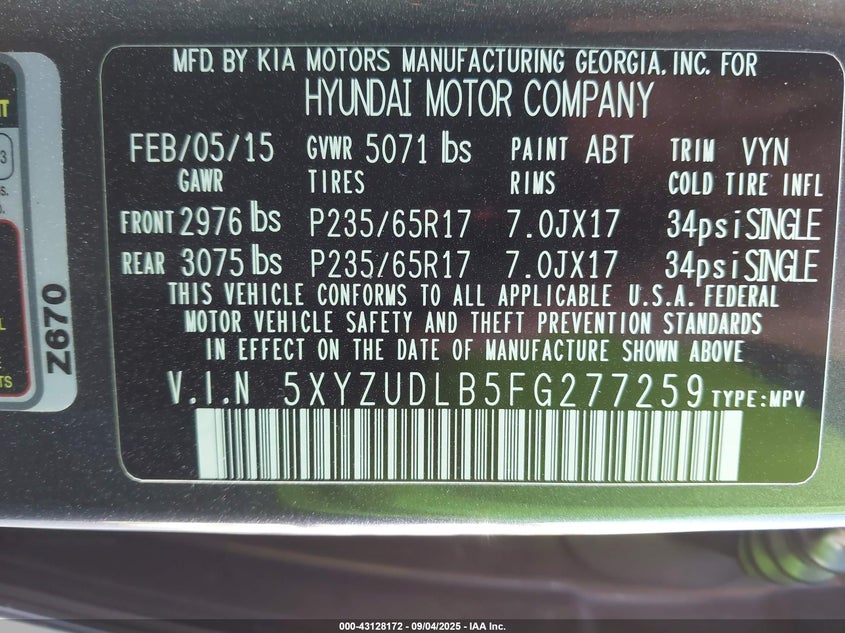 MFD. BY KIA MOTORS MANUFACTURING GEORGIA, INC. FOR
HYUNDAI MOTOR COMPANY
FEB/05/15 GVWR 5071 lbs PAINT ABT TRIM VYN
GAWR TIRES RIMS COLD TIRE INFL
FRONT 2976 lbs P235/65R17 7.0JX17 34psi SINGLE
REAR 3075 lbs P235/65R17 7.0JX17 34psi SINGLE
THIS VEHICLE CONFORMS TO ALL APPLICABLE U.S.A. FEDERAL
MOTOR VEHICLE SAFETY AND THEFT PREVENTION STANDARDS
IN EFFECT ON THE DATE OF MANUFACTURE SHOWN ABOVE
V.I.N 5XYZUDLB5FG277259 TYPE:MPV
Z670
000-43128172 - 09/04/2025 - IAA Inc.